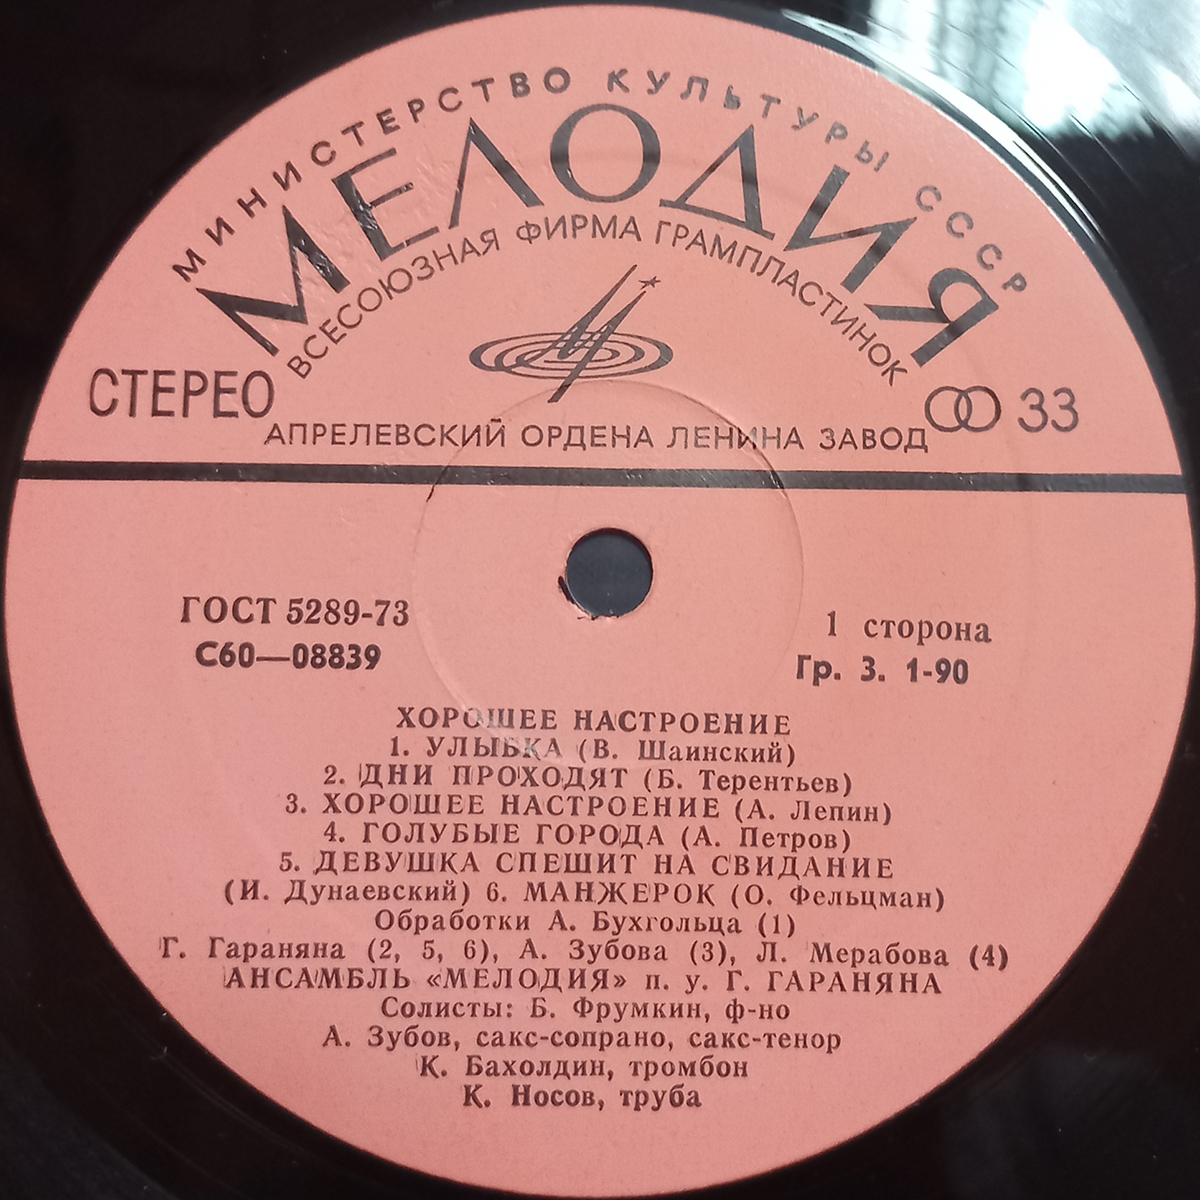 МИНИСТЕРСТВО КУЛЬТУРЫ СССР
МЕЛОДИЯ
ВСЕСОЮЗНАЯ ФИРМА ГРАМПЛАСТИНОК
СТЕРЕО
33
АПРЕЛЕВСКИЙ ОРДЕНА ЛЕНИНА ЗАВОД
ГОСТ 5289-73
С60—08839
1 сторона
Гр. 3. 1-90
ХОРОШЕЕ НАСТРОЕНИЕ
1. УЛЫБКА (В. Шаинский)
2. ДНИ ПРОХОДЯТ (Б. Терентьев)
3. ХОРОШЕЕ НАСТРОЕНИЕ (А. Лепин)
4. ГОЛУБЫЕ ГОРОДА (А. Петров)
5. ДЕВУШКА СПЕШИТ НА СВИДАНИЕ
(И. Дунаевский) 6. МАНЖЕРОК (О. Фельцман)
Обработки А. Бухгольца (1)
Г. Гараняна (2, 5, 6), А. Зубова (3), Л. Мерабова (4)
АНСАМБЛЬ «МЕЛОДИЯ» п. у. Г. ГАРАНЯНА
Солисты: Б. Фрумкин, ф-но
А. Зубов, сакс-сопрано, сакс-тенор
К. Бахолдин, тромбон
К. Носов, труба